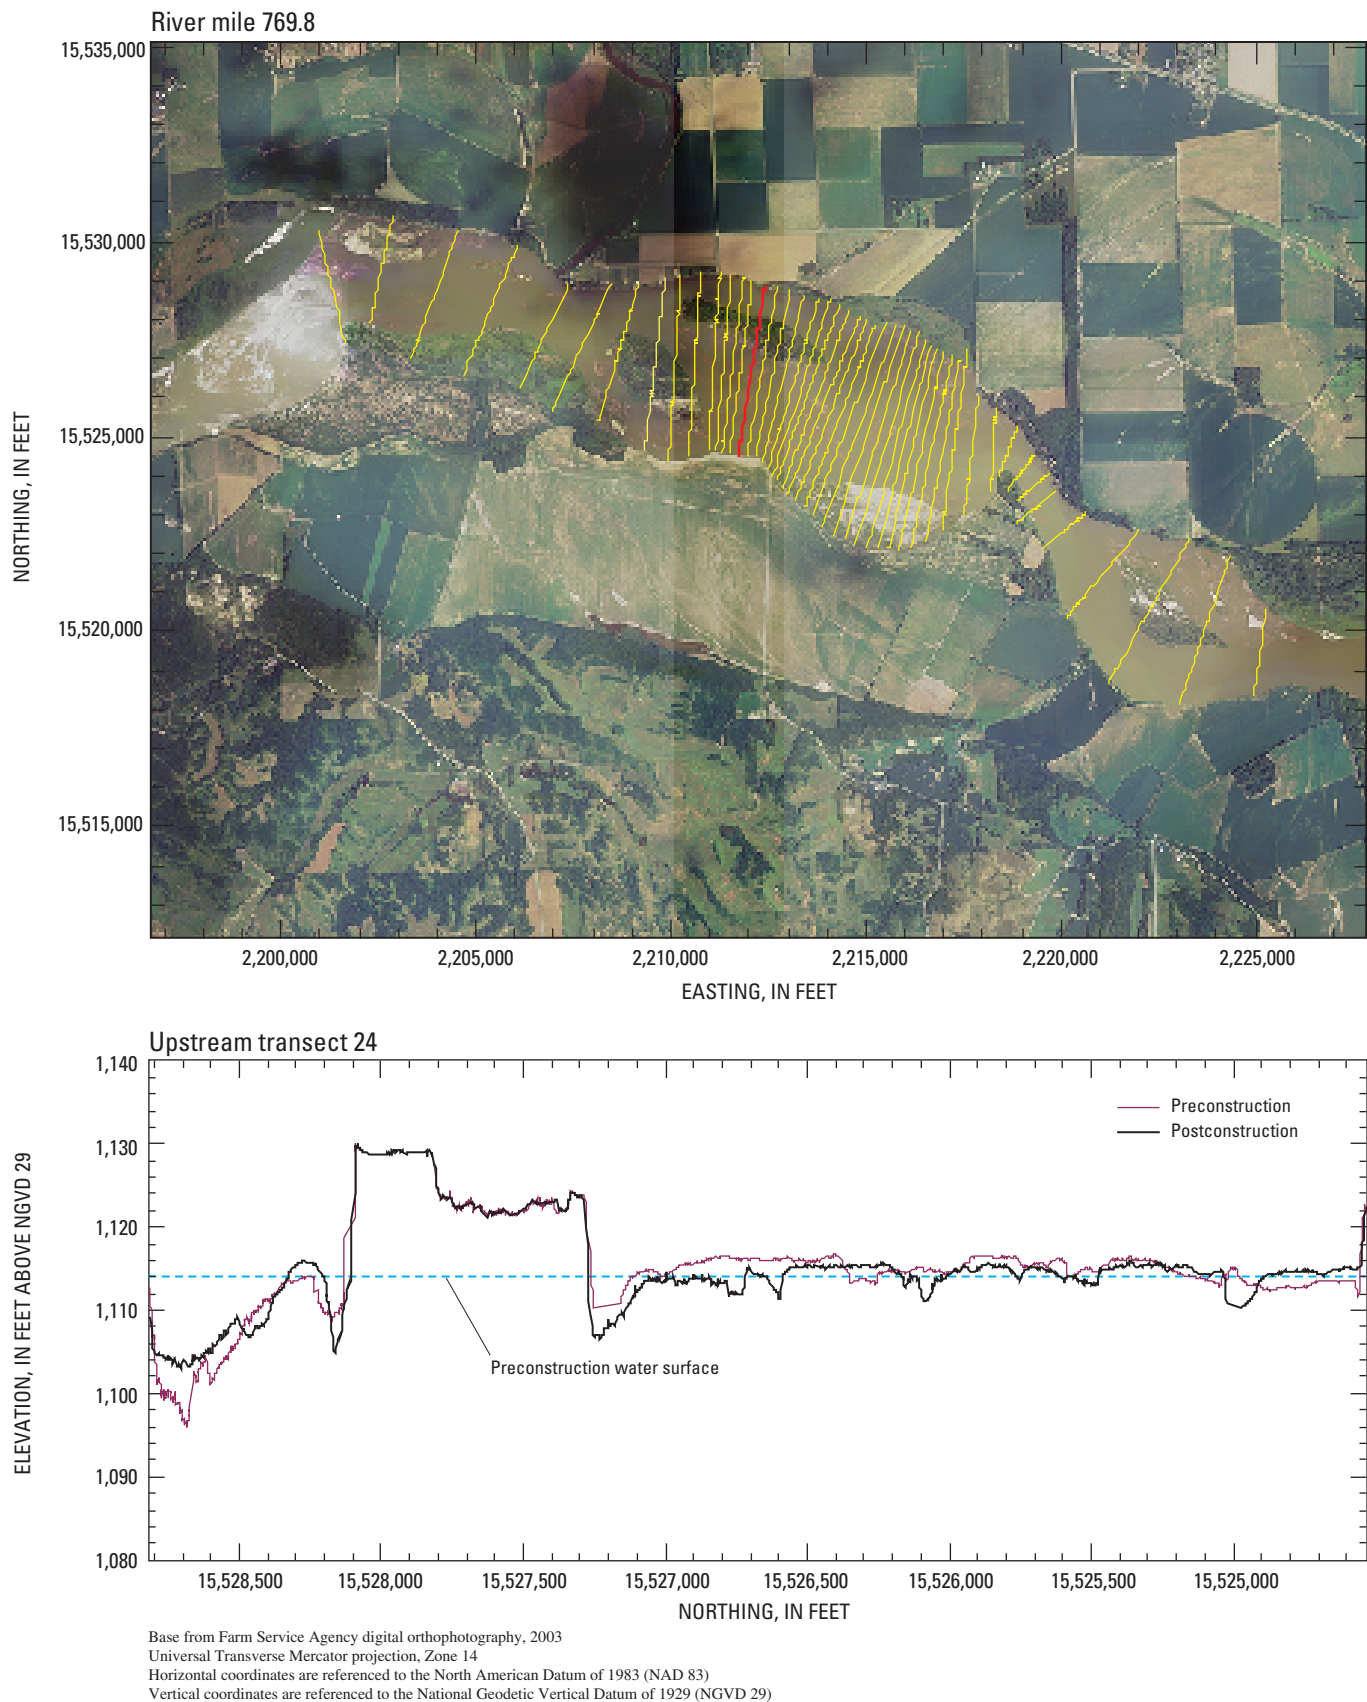 River mile 769.8
15,535,000
15,530,000
15,525,000
15,520,000
15,515,000
NORTHING, IN FEET
2,200,000 2,205,000 2,210,000 2,215,000 2,220,000 2,225,000
EASTING, IN FEET
Upstream transect 24
1,140
1,130
1,120
1,110
1,100
1,090
1,080
ELEVATION, IN FEET ABOVE NGVD 29
Preconstruction
Postconstruction
Preconstruction water surface
15,528,500 15,528,000 15,527,500 15,527,000 15,526,500 15,526,000 15,525,500 15,525,000
NORTHING, IN FEET
Base from Farm Service Agency digital orthophotography, 2003
Universal Transverse Mercator projection, Zone 14
Horizontal coordinates are referenced to the North American Datum of 1983 (NAD 83)
Vertical coordinates are referenced to the National Geodetic Vertical Datum of 1929 (NGVD 29)